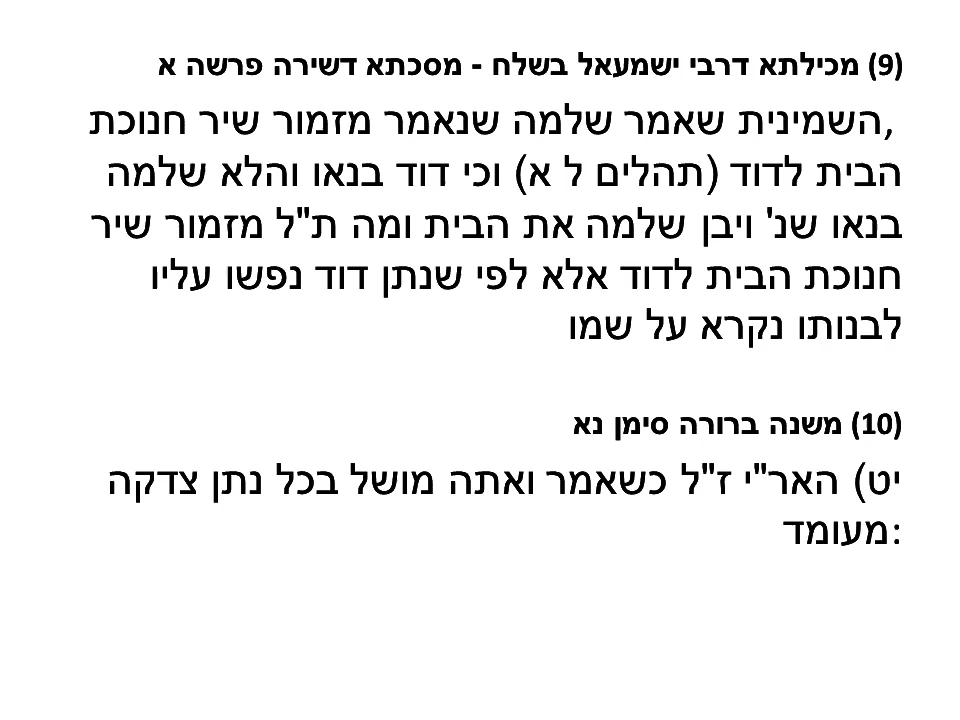 (9) מכילתא דרבי ישמעאל בשלח - מסכתא דשירה פרשה א
,השמינית שאמר שלמה שנאמר מזמור שיר חנוכת
הבית לדוד (תהלים ל א) וכי דוד בנאו והלא שלמה
בנאו שנ' ויבן שלמה את הבית ומה ת"ל מזמור שיר
חנוכת הבית לדוד אלא לפי שנתן דוד נפשו עליו
לבנותו נקרא על שמו
(10) משנה ברורה סימן נא
יט) האר"י ז"ל כשאמר ואתה מושל בכל נתן צדקה
:מעומד